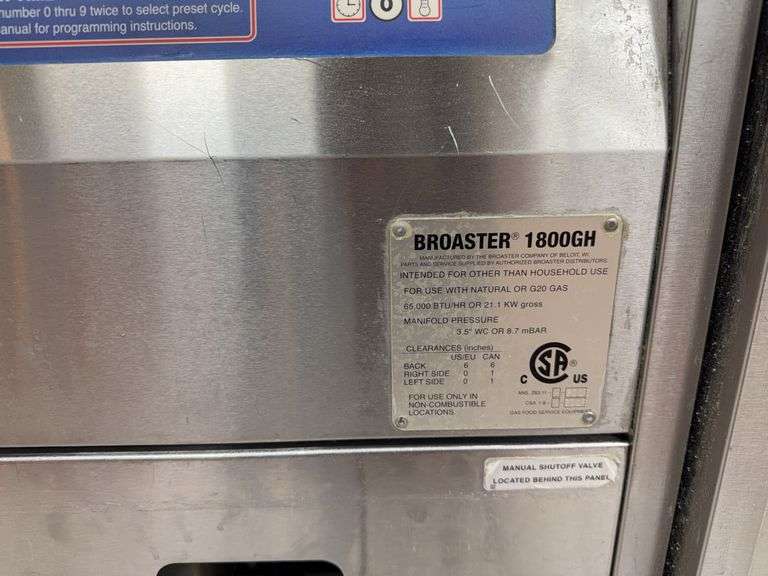 number 0 thru 9 twice to select preset cycle.
manual for programming instructions.
0
BROASTER® 1800GH
MANUFACTURED BY THE BROASTER COMPANY OF BELOIT, WI.
PARTS AND SERVICE SUPPLIED BY AUTHORIZED BROASTER DISTRIBUTORS.
INTENDED FOR OTHER THAN HOUSEHOLD USE
FOR USE WITH NATURAL OR G20 GAS
65,000 BTU/HR OR 21.1 KW gross
MANIFOLD PRESSURE
3.5" WC OR 8.7 mBAR
CLEARANCES (inches)
US/EU CAN
BACK 6 6
RIGHT SIDE 0 1
LEFT SIDE 0 1
FOR USE ONLY IN
NON-COMBUSTIBLE
LOCATIONS.
CSA®
C US
GAS FOOD SERVICE EQUIPMENT
MANUAL SHUTOFF VALVE
LOCATED BEHIND THIS PANEL